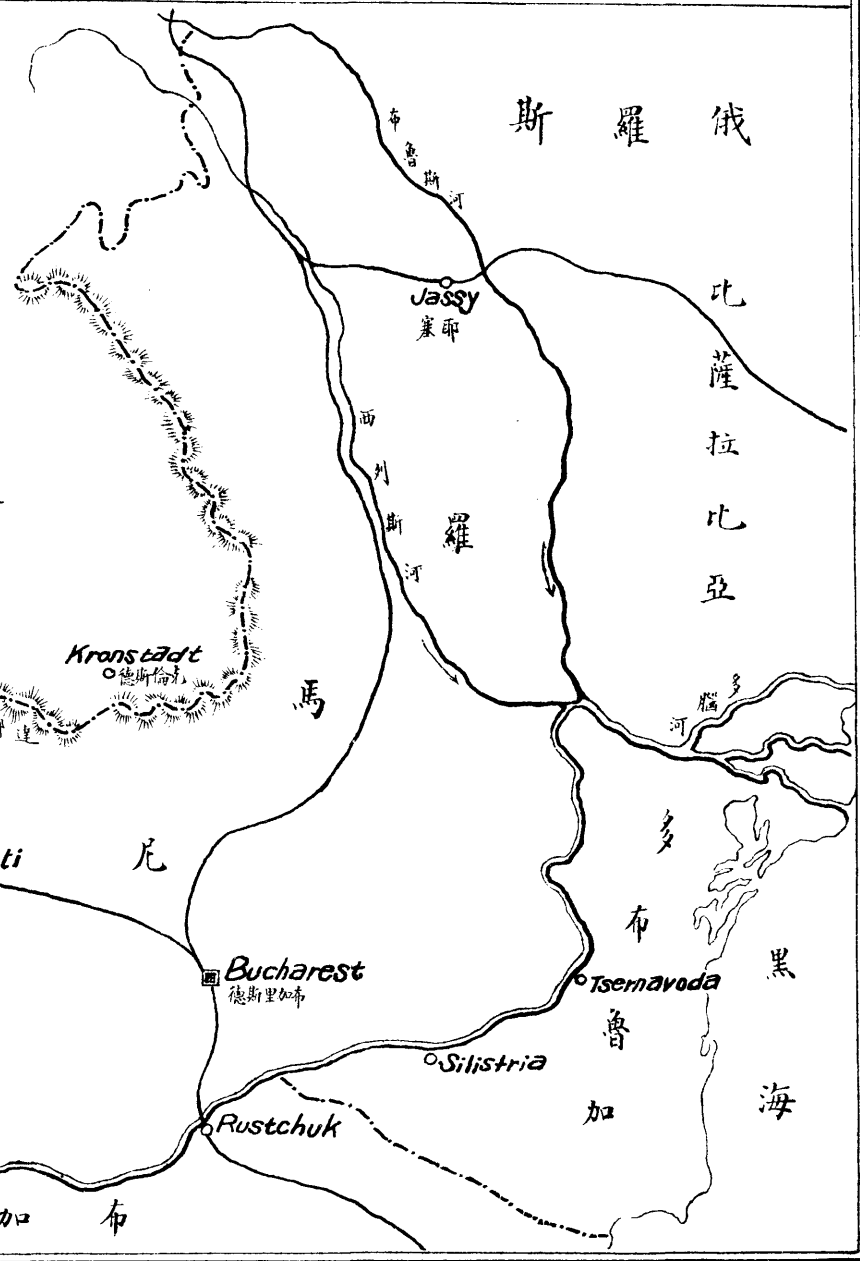 俄羅斯
布魯斯河
比薩拉比亞
Jassy
耶塞
西列斯河
羅馬尼
Kronstadt
克倫斯德
多腦河
ti
多布魯加
黑海
Bucharest
布加里斯德
Tsernavoda
Silistria
Rustchuk
布加